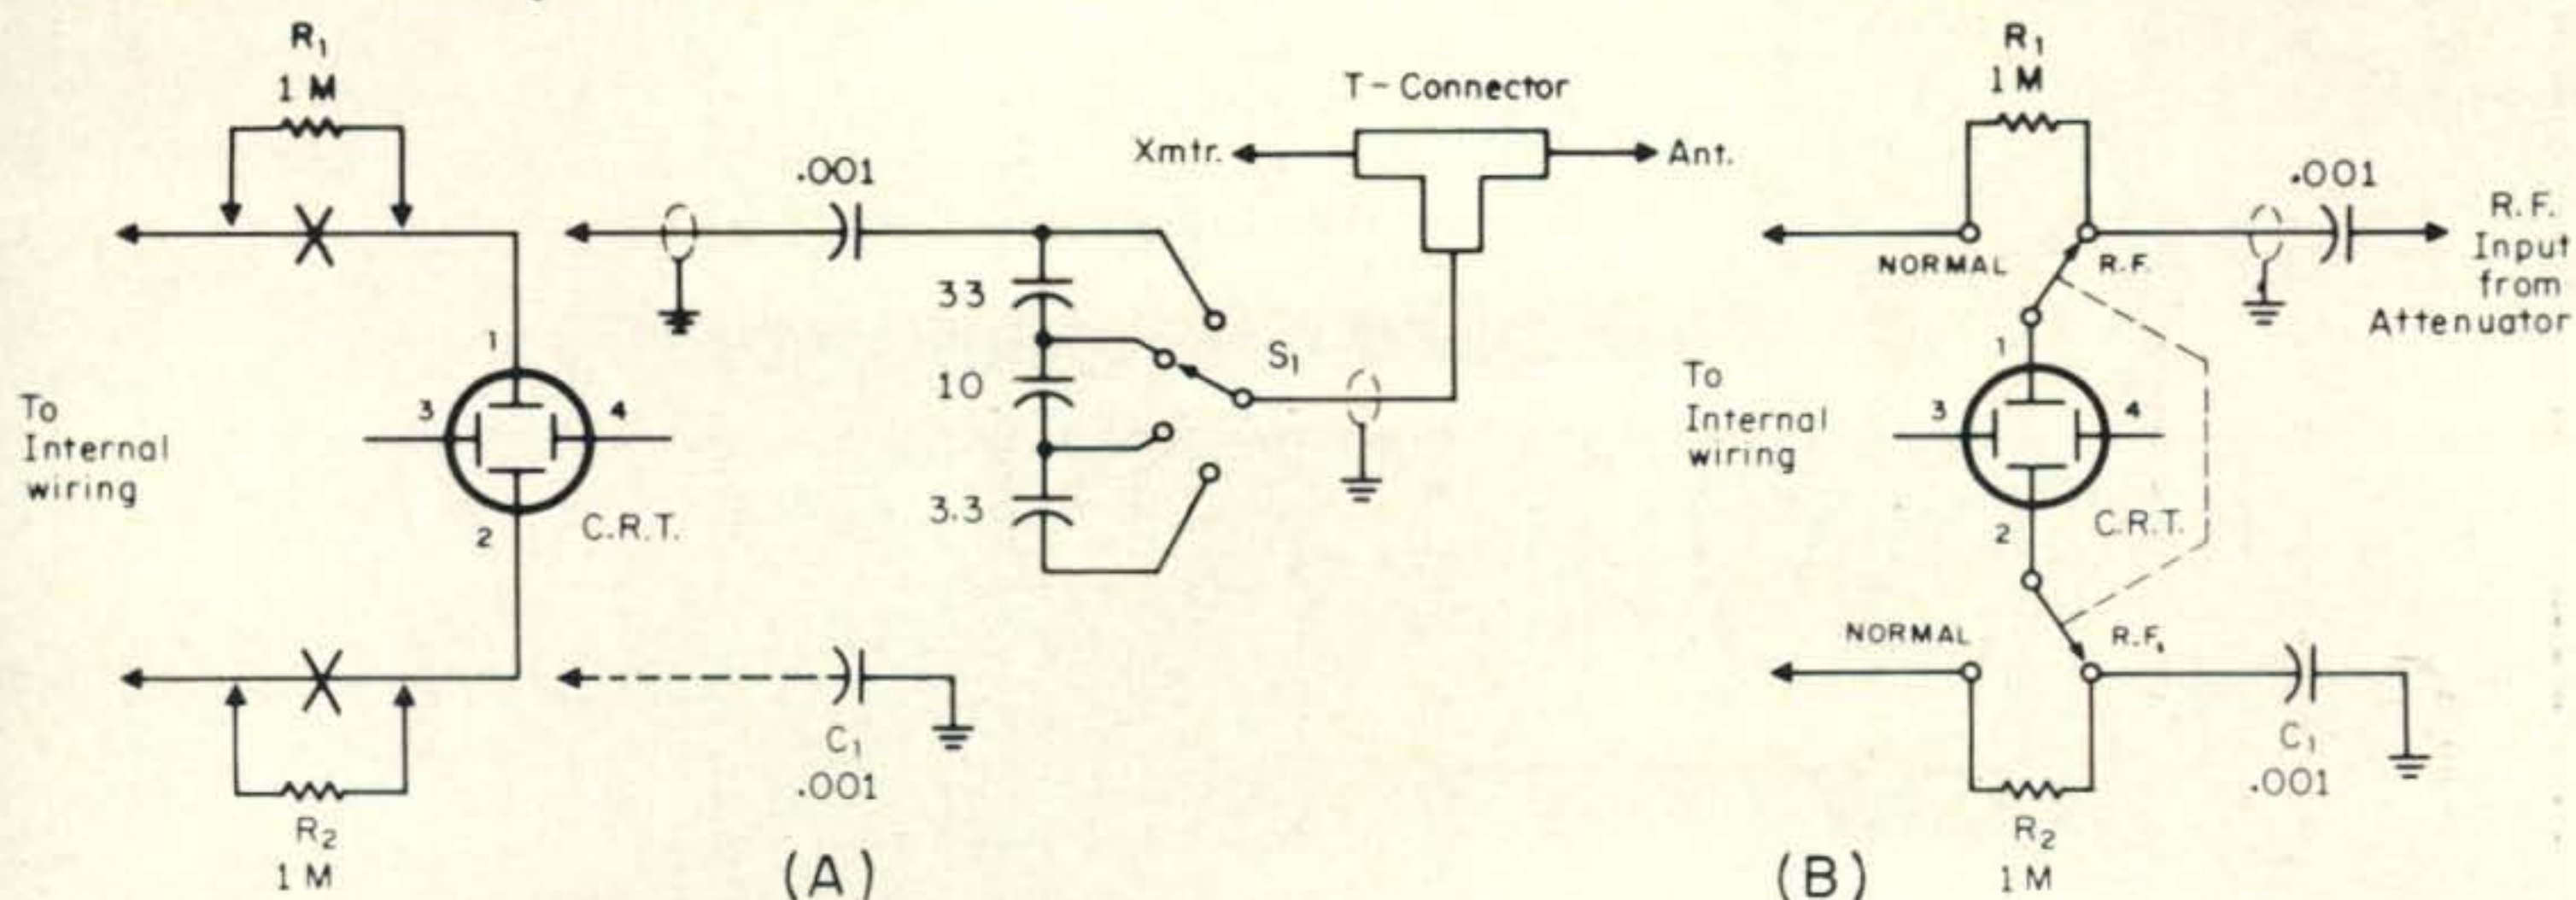 R1
1 M
T-Connector
Xmtr.
Ant.
.001
33
10
3.3
S1
1
3
4
2
To
Internal
wiring
C.R.T.
C1
.001
R2
1 M
(A)
R1
1 M
.001
R.F.
Input
from
Attenuator
NORMAL
R.F.
1
To
Internal
wiring
3
4
2
C.R.T.
NORMAL
R.F.
C1
.001
R2
1 M
(B)